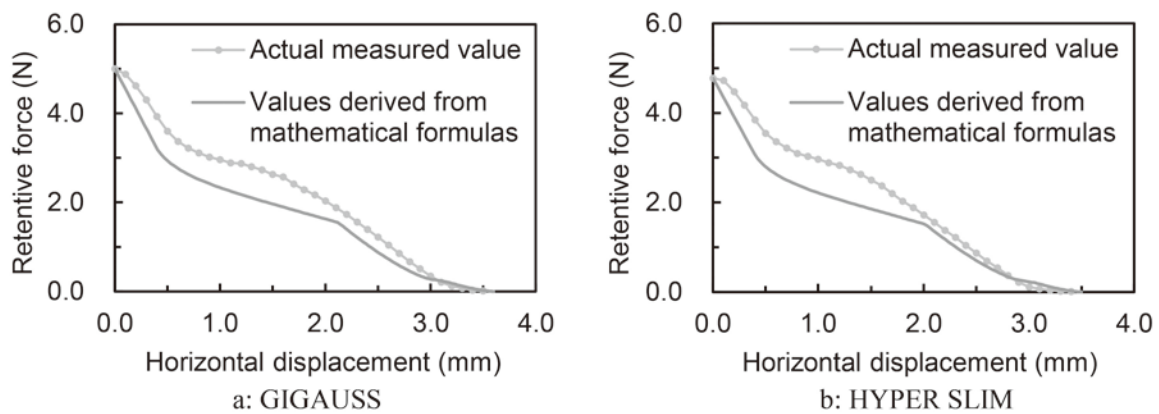 6.0
4.0
2.0
0.0
Retentive force (N)
Actual measured value
Values derived from
mathematical formulas
0.0 1.0 2.0 3.0 4.0
Horizontal displacement (mm)
a: GIGAUSS
6.0
4.0
2.0
0.0
Retentive force (N)
Actual measured value
Values derived from
mathematical formulas
0.0 1.0 2.0 3.0 4.0
Horizontal displacement (mm)
b: HYPER SLIM